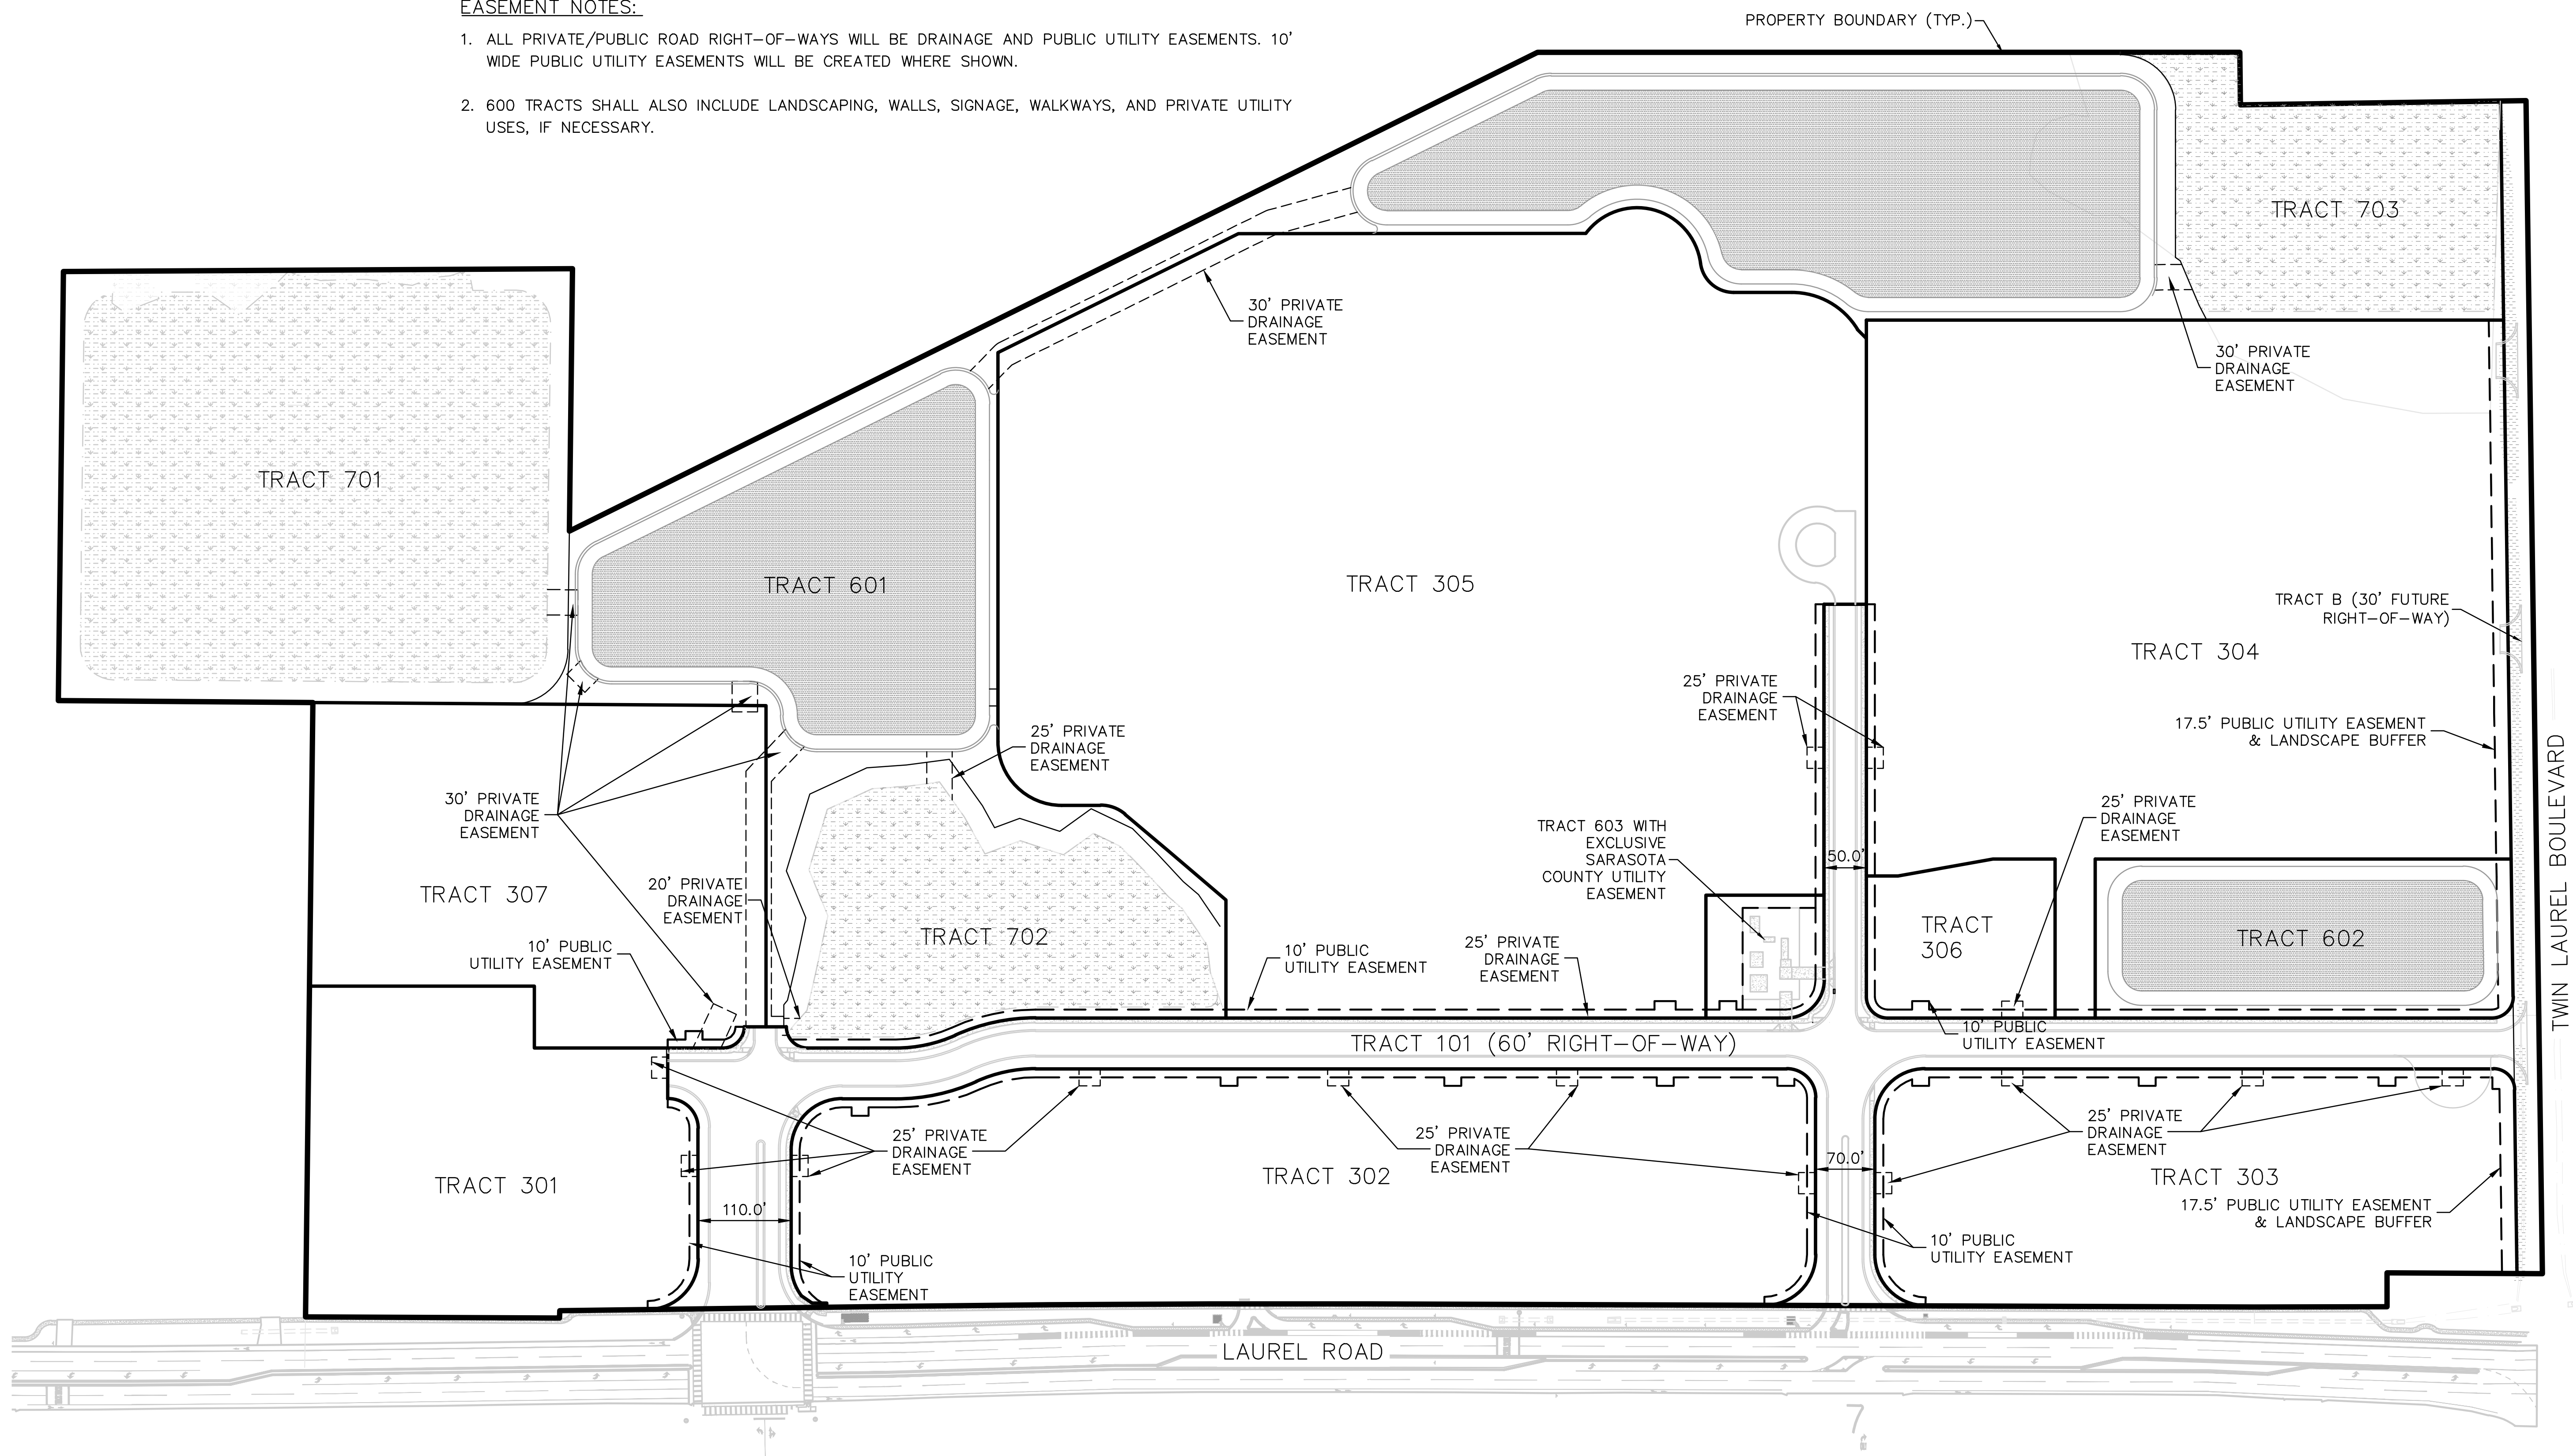 EASEMENT NOTES:
1. ALL PRIVATE/PUBLIC ROAD RIGHT-OF-WAYS WILL BE DRAINAGE AND PUBLIC UTILITY EASEMENTS. 10'
WIDE PUBLIC UTILITY EASEMENTS WILL BE CREATED WHERE SHOWN.
2. 600 TRACTS SHALL ALSO INCLUDE LANDSCAPING, WALLS, SIGNAGE, WALKWAYS, AND PRIVATE UTILITY
USES, IF NECESSARY.
PROPERTY BOUNDARY (TYP.)
TRACT 703
30' PRIVATE
DRAINAGE
EASEMENT
30' PRIVATE
DRAINAGE
EASEMENT
TRACT 701
TRACT 601
TRACT 305
TRACT B (30' FUTURE
RIGHT-OF-WAY)
TRACT 304
25' PRIVATE
DRAINAGE
EASEMENT
17.5' PUBLIC UTILITY EASEMENT
& LANDSCAPE BUFFER
25' PRIVATE
DRAINAGE
EASEMENT
TWIN LAUREL BOULEVARD
30' PRIVATE
DRAINAGE
EASEMENT
25' PRIVATE
DRAINAGE
EASEMENT
TRACT 603 WITH
EXCLUSIVE
SARASOTA
COUNTY UTILITY
EASEMENT
50.0'
TRACT 307
20' PRIVATE
DRAINAGE
EASEMENT
TRACT 702
TRACT
306
TRACT 602
10' PUBLIC
UTILITY EASEMENT
10' PUBLIC
UTILITY EASEMENT
25' PRIVATE
DRAINAGE
EASEMENT
10' PUBLIC
UTILITY EASEMENT
TRACT 101 (60' RIGHT-OF-WAY)
25' PRIVATE
DRAINAGE
EASEMENT
25' PRIVATE
DRAINAGE
EASEMENT
25' PRIVATE
DRAINAGE
EASEMENT
TRACT 301
TRACT 302
70.0'
TRACT 303
110.0'
17.5' PUBLIC UTILITY EASEMENT
& LANDSCAPE BUFFER
10' PUBLIC
UTILITY
EASEMENT
10' PUBLIC
UTILITY EASEMENT
LAUREL ROAD